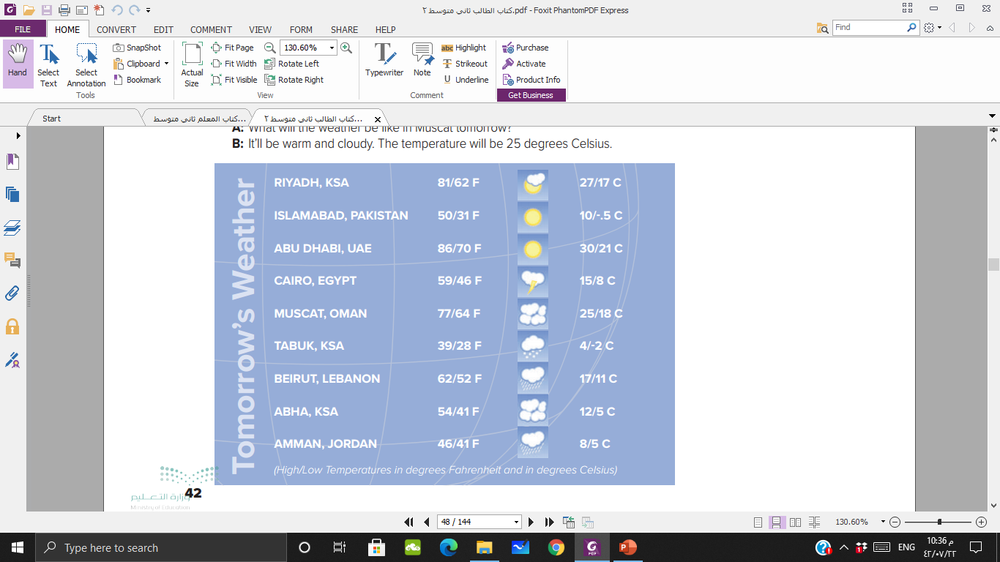 كتاب الطالب ثاني متوسط ٢.pdf - Foxit PhantomPDF Express
FILE HOME CONVERT EDIT COMMENT VIEW FORM SHARE HELP
Find
Hand
Select Text
Select Annotation
SnapShot
Clipboard
Bookmark
Tools
Actual Size
Fit Page
Fit Width
Fit Visible
130.60%
Rotate Left
Rotate Right
View
Typewriter
Note
abc Highlight
Strikeout
Underline
Comment
Purchase
Activate
Product Info
Get Business
Start
كتاب المعلم ثاني متوسط...
كتاب الطالب ثاني متوسط ٢...
A: What will the weather be like in Muscat tomorrow?
B: It'll be warm and cloudy. The temperature will be 25 degrees Celsius.
Tomorrow's Weather
RIYADH, KSA 81/62 F 27/17 C
ISLAMABAD, PAKISTAN 50/31 F 10/-.5 C
ABU DHABI, UAE 86/70 F 30/21 C
CAIRO, EGYPT 59/46 F 15/8 C
MUSCAT, OMAN 77/64 F 25/18 C
TABUK, KSA 39/28 F 4/-2 C
BEIRUT, LEBANON 62/52 F 17/11 C
ABHA, KSA 54/41 F 12/5 C
AMMAN, JORDAN 46/41 F 8/5 C
(High/Low Temperatures in degrees Fahrenheit and in degrees Celsius)
42
وزارة التعليم
Ministry of Education
48 / 144
130.60%
Type here to search
PDF
1
ENG
10:36 م
٤٢/٠٧/٢٢